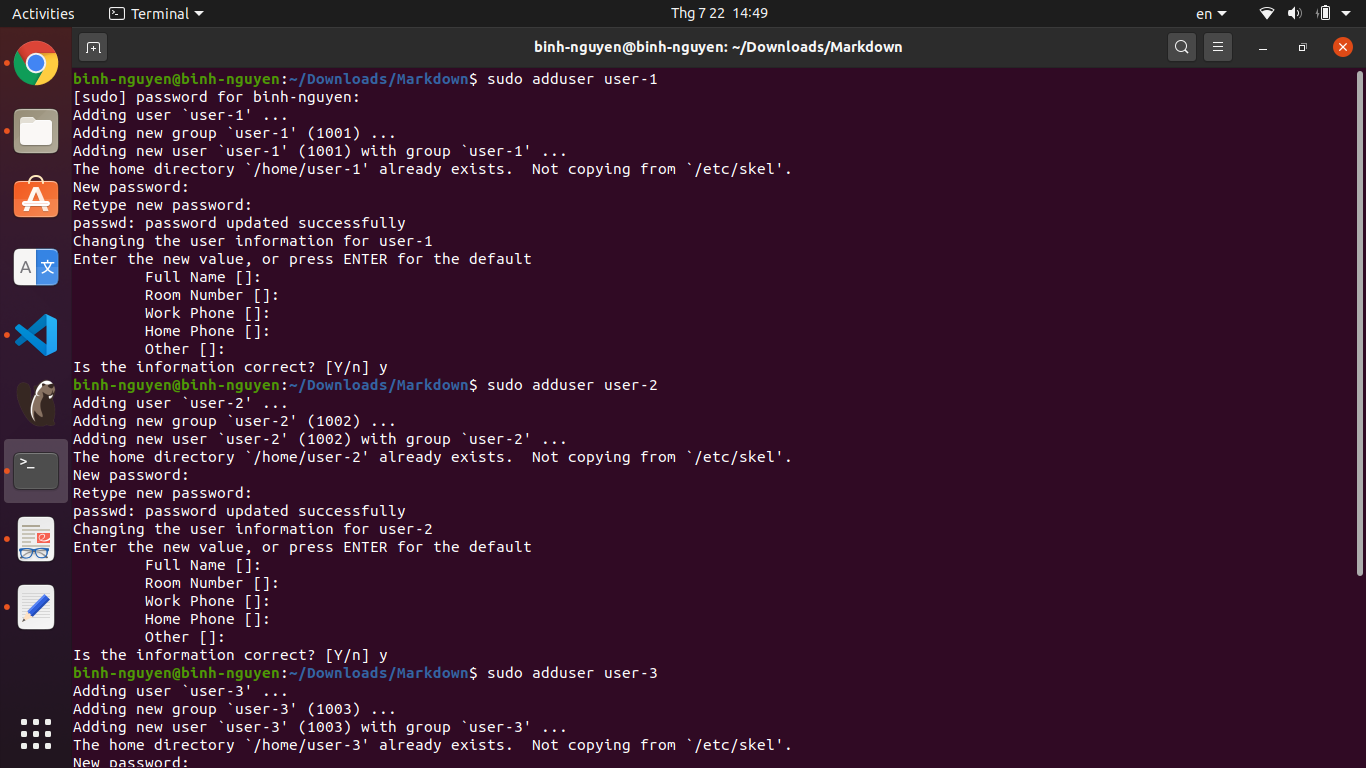 Activities
Terminal
Thg 7 22 14:49
en
binh-nguyen@binh-nguyen: ~/Downloads/Markdown
binh-nguyen@binh-nguyen:~/Downloads/Markdown$ sudo adduser user-1
[sudo] password for binh-nguyen:
Adding user `user-1' ...
Adding new group `user-1' (1001) ...
Adding new user `user-1' (1001) with group `user-1' ...
The home directory `/home/user-1' already exists.  Not copying from `/etc/skel'.
New password:
Retype new password:
passwd: password updated successfully
Changing the user information for user-1
Enter the new value, or press ENTER for the default
        Full Name []:
        Room Number []:
        Work Phone []:
        Home Phone []:
        Other []:
Is the information correct? [Y/n] y
binh-nguyen@binh-nguyen:~/Downloads/Markdown$ sudo adduser user-2
Adding user `user-2' ...
Adding new group `user-2' (1002) ...
Adding new user `user-2' (1002) with group `user-2' ...
The home directory `/home/user-2' already exists.  Not copying from `/etc/skel'.
New password:
Retype new password:
passwd: password updated successfully
Changing the user information for user-2
Enter the new value, or press ENTER for the default
        Full Name []:
        Room Number []:
        Work Phone []:
        Home Phone []:
        Other []:
Is the information correct? [Y/n] y
binh-nguyen@binh-nguyen:~/Downloads/Markdown$ sudo adduser user-3
Adding user `user-3' ...
Adding new group `user-3' (1003) ...
Adding new user `user-3' (1003) with group `user-3' ...
The home directory `/home/user-3' already exists.  Not copying from `/etc/skel'.
New password: